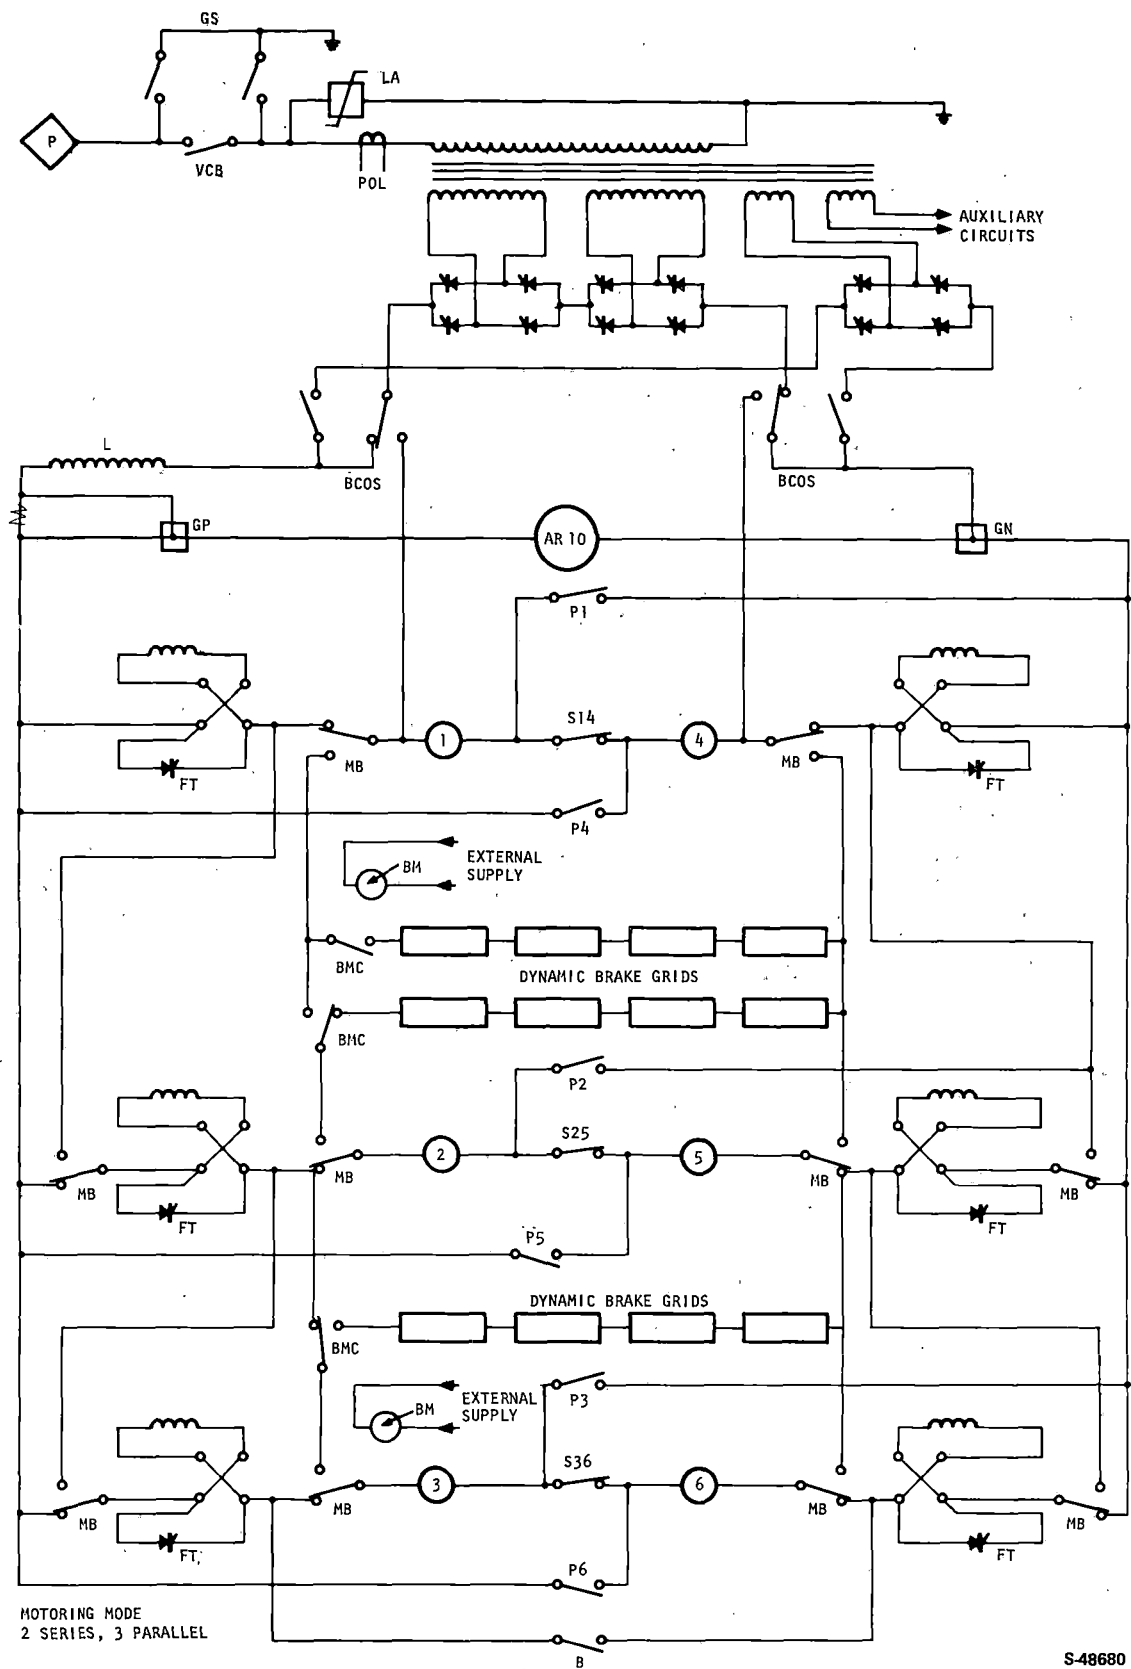 GS
LA
P
VCB
POL
AUXILIARY
CIRCUITS
L
BCOS
BCOS
GP
AR 10
GN
P1
S14
1
4
MB
MB
FT
FT
P4
BM
EXTERNAL
SUPPLY
BMC
DYNAMIC BRAKE GRIDS
BMC
P2
S25
2
5
MB
MB
MB
MB
FT
FT
P5
DYNAMIC BRAKE GRIDS
BMC
P3
BM
EXTERNAL
SUPPLY
S36
3
6
MB
MB
MB
MB
FT
FT
P6
MOTORING MODE
2 SERIES, 3 PARALLEL
B
S-48680